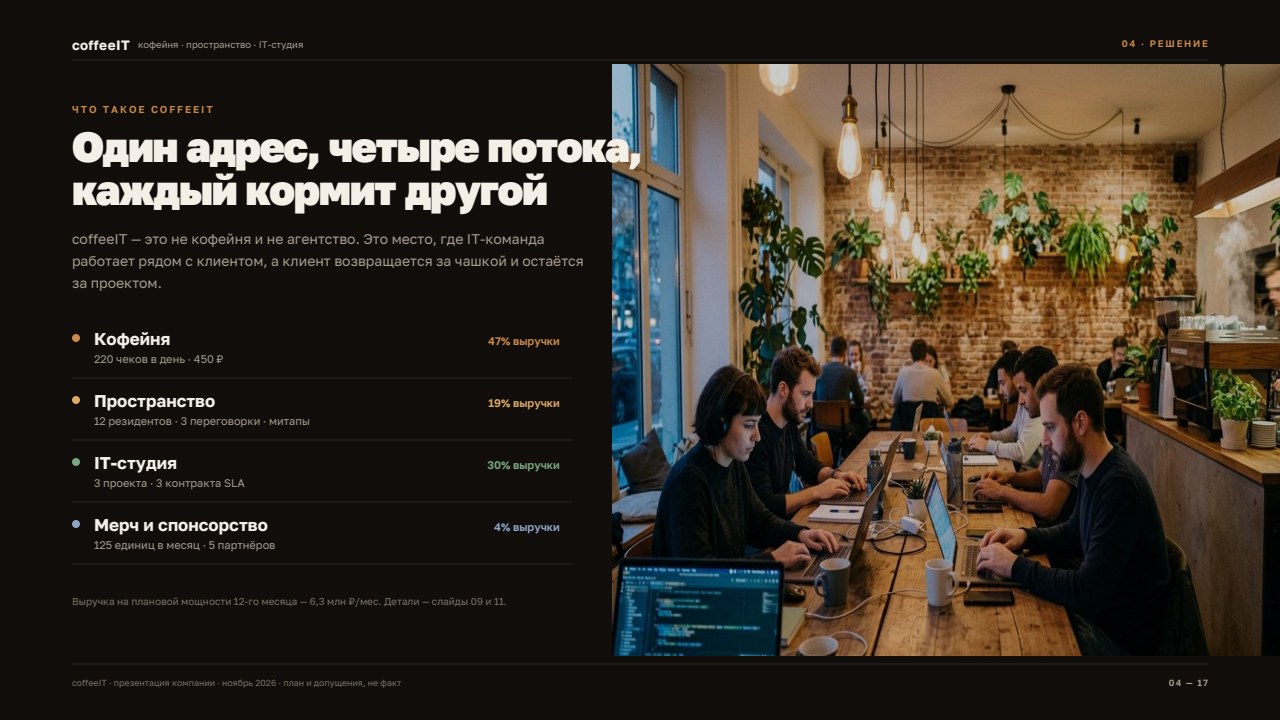 coffeeIT кофейня · пространство · IT-студия
04 · РЕШЕНИЕ
ЧТО ТАКОЕ COFFEEIT
Один адрес, четыре потока,
каждый кормит другой
coffeeIT — это не кофейня и не агентство. Это место, где IT-команда
работает рядом с клиентом, а клиент возвращается за чашкой и остаётся
за проектом.
Кофейня 47% выручки
220 чеков в день · 450 ₽
Пространство 19% выручки
12 резидентов · 3 переговорки · митапы
IT-студия 30% выручки
3 проекта · 3 контракта SLA
Мерч и спонсорство 4% выручки
125 единиц в месяц · 5 партнёров
Выручка на плановой мощности 12-го месяца — 6,3 млн ₽/мес. Детали — слайды 09 и 11.
coffeeIT · презентация компании · ноябрь 2026 · план и допущения, не факт
04 — 17